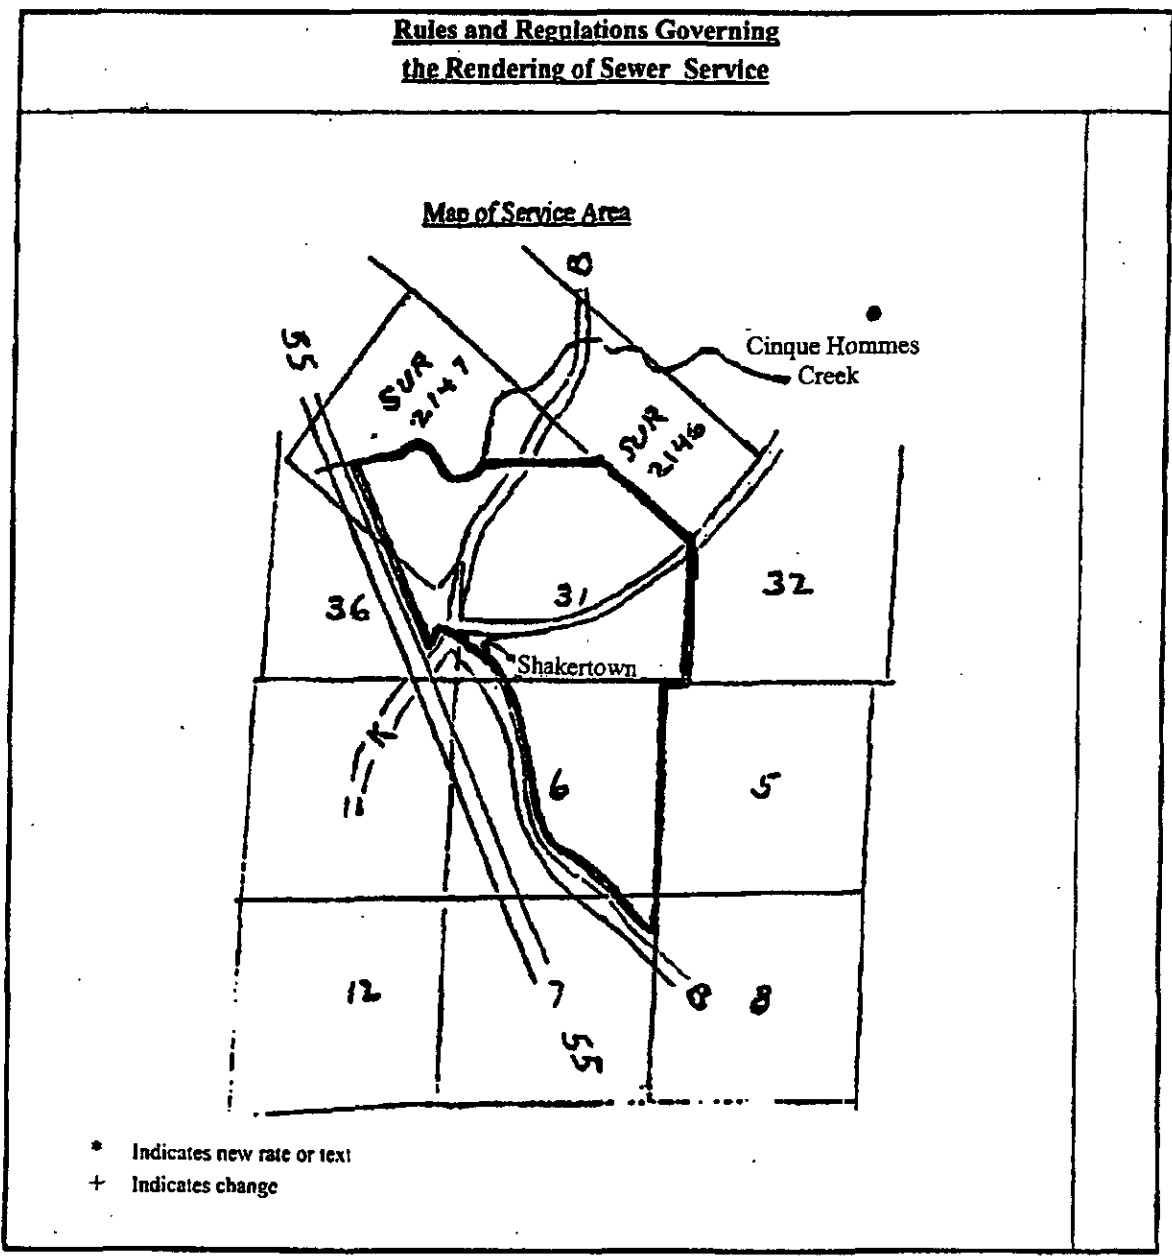 Rules and Regulations Governing
the Rendering of Sewer Service
Map of Service Area
B
55
Cinque Hommes
Creek
SUR
2147
SUR
2146
36
31
32
Shakertown
K
6
5
12
7
B
8
55
* Indicates new rate or text
+ Indicates change